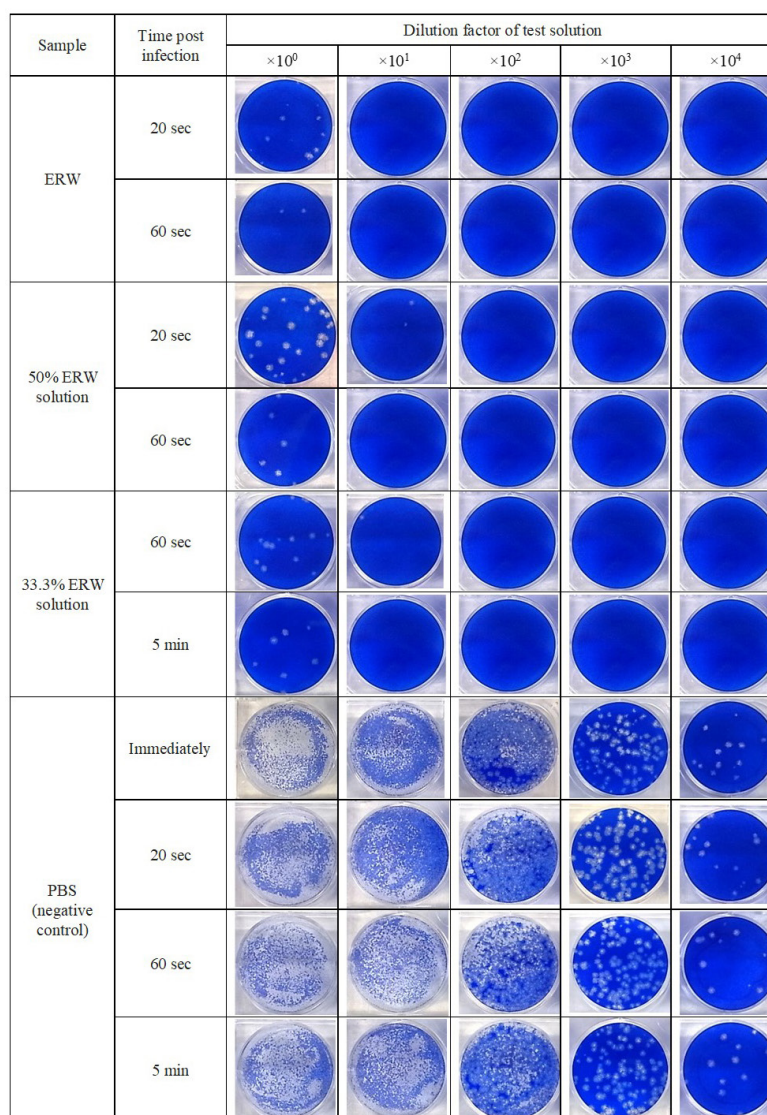 Sample
Time post
infection
Dilution factor of test solution
×10⁰
×10¹
×10²
×10³
×10⁴
ERW
20 sec
60 sec
50% ERW
solution
20 sec
60 sec
33.3% ERW
solution
60 sec
5 min
PBS
(negative
control)
Immediately
20 sec
60 sec
5 min